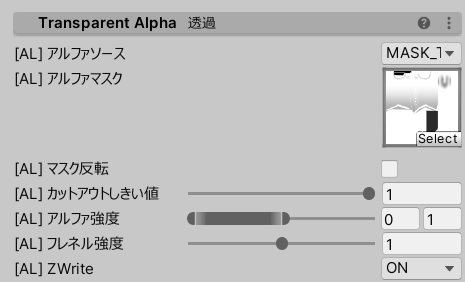 Transparent Alpha 透過
[AL] アルファソース
MASK_T
[AL] アルファマスク
Select
[AL] マスク反転
[AL] カットアウトしきい値 1
[AL] アルファ強度 0 1
[AL] フレネル強度 1
[AL] ZWrite ON